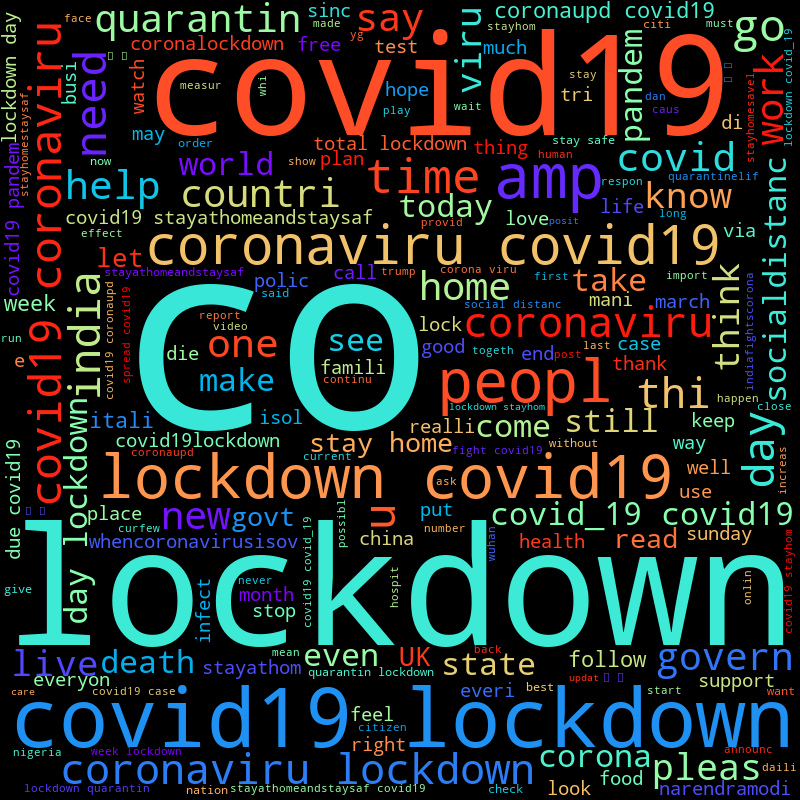 face
quarantin
sinc
made
say
yg
viru
stayhom
coronaupd covid19
citi
must
go
lockdown day
coronaviru
coronalockdown
free
test
much
stay
dan
pandem
busi
need
watch
measur
whi
covid19
hope
play
wait
tri
caus
di
work
stayhomesavel
lockdown covid_19
may
order
total lockdown
thing
stay safe
covid
stayhomestaysaf
now
world
show
plan
time
human
amp
respon
quarantinelif
know
socialdistanc
help
countri
today
love
life
long
via
covid19 pandem
covid19 stayathomeandstaysaf
provid
posit
effect
let
coronaviru covid19
think
stayathomeandstaysaf
call
trump
corona viru
first
import
india
polic
home
take
week
said
social distanc
mani
march
indiafightscorona
covid19 coronaupd
spread covid19
co
report
video
lock
coronaviru
run
one
see
good
end
last
case
happen
e
die
famili
togeth
post
thank
close
covid19
make
continu
peopl
thi
day
itali
isol
lockdown stayhom
day lockdown
covid19lockdown
realli
come
still
keep
coronaupd
stay home
without
way
due covid19
current
fight covid19
lockdown covid19
ask
well
increas
use
place
new
govt
u
put
covid_19 covid19
curfew
possibl
number
whencoronavirusisov
china
wuhan
health
read
sunday
lockdown
covid19 covid_19
give
infect
never
month
stop
hospit
onlin
covid19 stayhom
live
death
mean
even
UK
back
state
follow
govern
everyon
stayathom
quarantin lockdown
updat
support
care
covid19 case
everi
best
start
want
covid19 lockdown
feel
citizen
right
corona
announc
nigeria
week lockdown
coronaviru lockdown
food
pleas
daili
lockdown quarantin
nation
stayathomeandstaysaf covid19
check
look
narendramodi